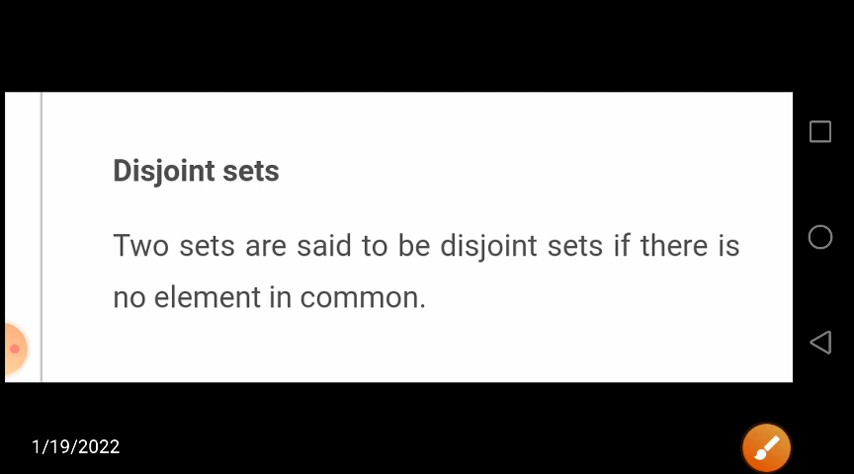 Disjoint sets
Two sets are said to be disjoint sets if there is
no element in common.
1/19/2022